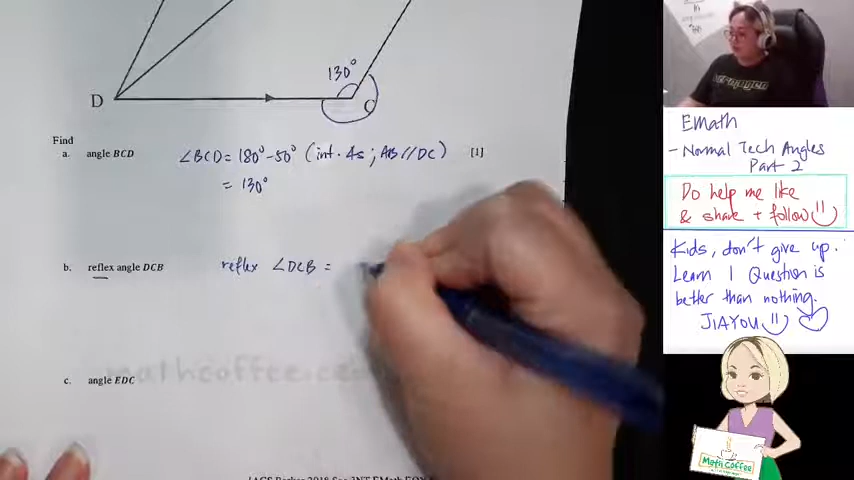 130°
D
C
Find
a. angle BCD ∠BCD = 180° - 50° (int. ∠s ; AB // DC) [1]
= 130°
b. reflex angle DCB reflex ∠DCB =
c. angle EDC
mathcoffee.ce
EMath
- Normal Tech Angles
Part 2
Do help me like
& share + follow
Kids, don't give up.
Learn 1 Question is
better than nothing.
JIAYOU
Math Coffee